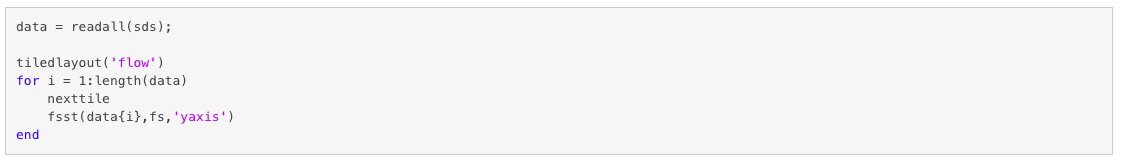 data = readall(sds);
tiledlayout('flow')
for i = 1:length(data)
    nexttile
    fsst(data{i},fs,'yaxis')
end